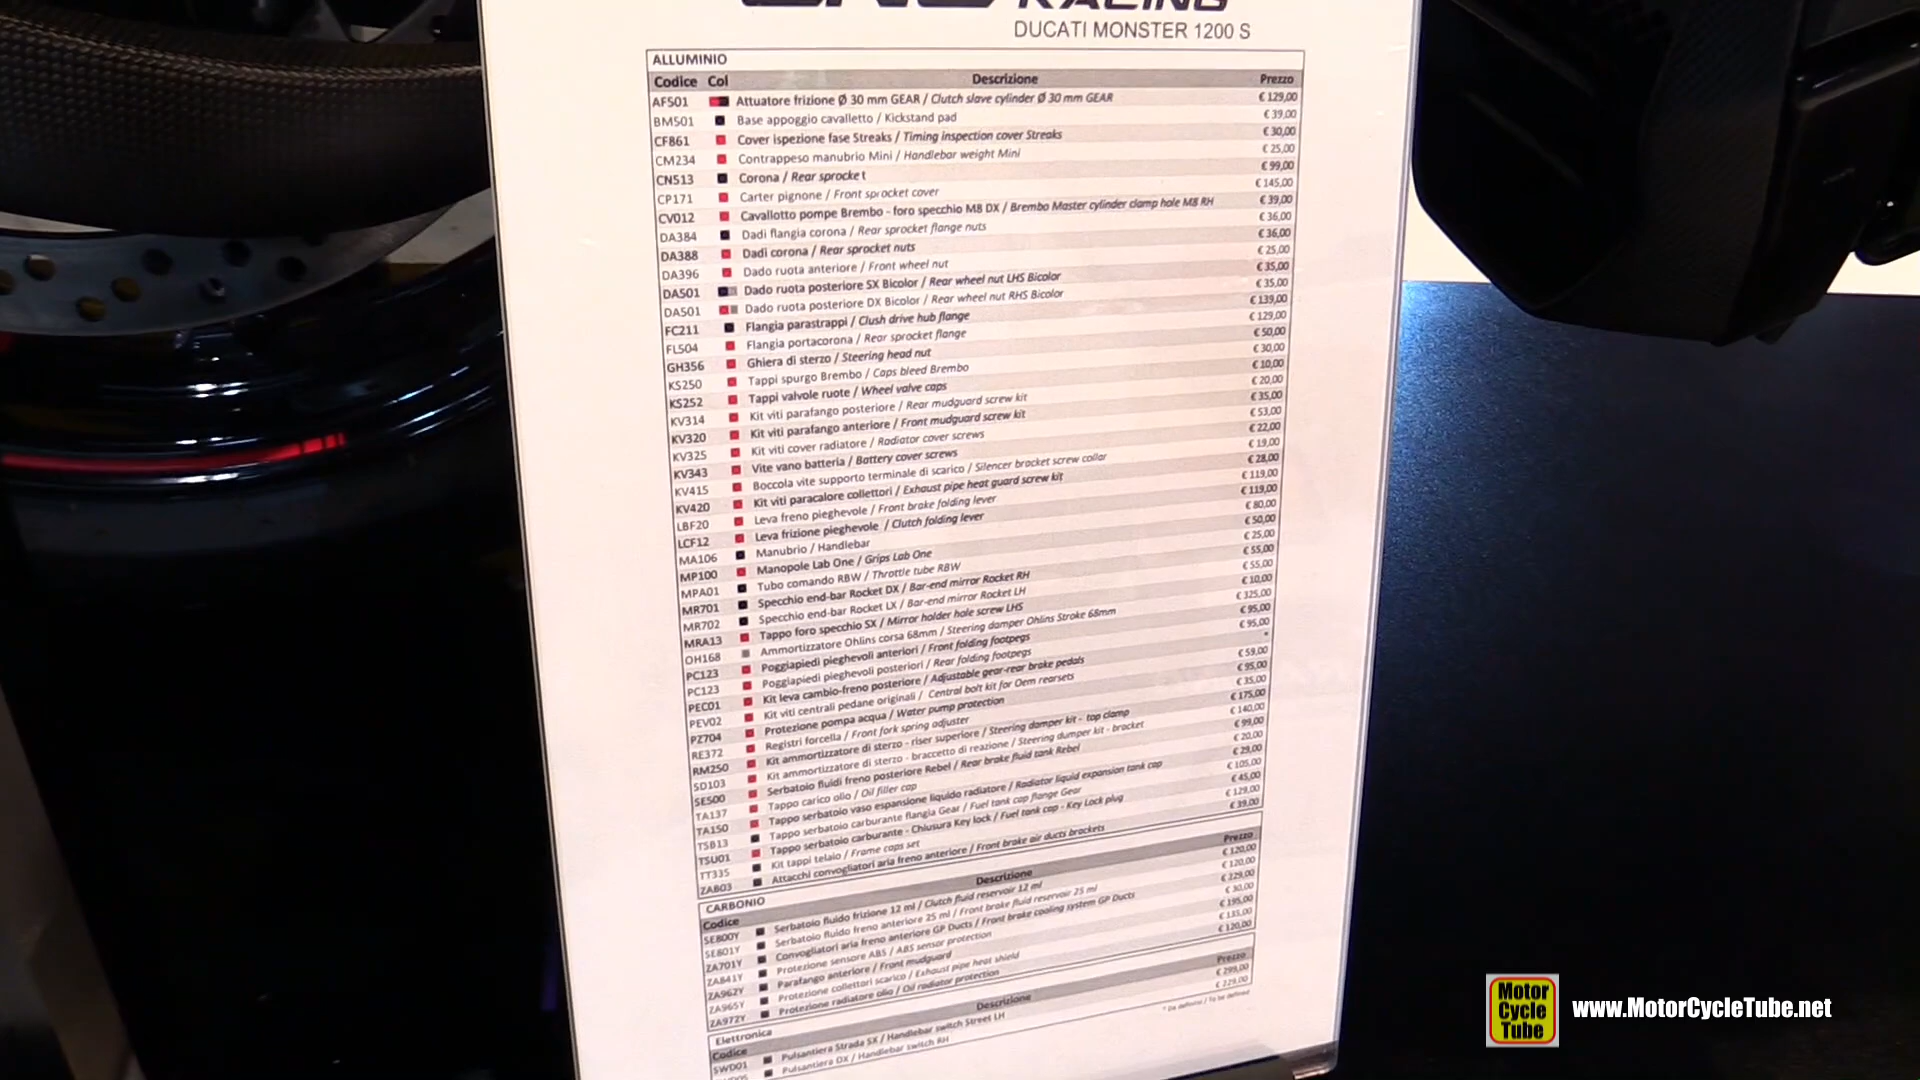 RACING
DUCATI MONSTER 1200 S
ALLUMINIO
Codice Col Descrizione Prezzo
AF501 Attuatore frizione Ø 30 mm GEAR / Clutch slave cylinder Ø 30 mm GEAR € 129,00
BM501 Base appoggio cavalletto / Kickstand pad € 39,00
CF861 Cover ispezione fase Streaks / Timing inspection cover Streaks € 30,00
CM234 Contrappeso manubrio Mini / Handlebar weight Mini € 25,00
CN513 Corona / Rear sprocket € 99,00
CP171 Carter pignone / Front sprocket cover € 145,00
CV012 Cavallotto pompe Brembo - foro specchio M8 DX / Brembo Master cylinder clamp hole M8 RH € 39,00
DA384 Dadi flangia corona / Rear sprocket flange nuts € 36,00
DA388 Dadi corona / Rear sprocket nuts € 36,00
DA396 Dado ruota anteriore / Front wheel nut € 25,00
DA501 Dado ruota posteriore SX Bicolor / Rear wheel nut LHS Bicolor € 35,00
DA501 Dado ruota posteriore DX Bicolor / Rear wheel nut RHS Bicolor € 35,00
FC211 Flangia parastrappi / Clush drive hub flange € 139,00
FL504 Flangia portacorona / Rear sprocket flange € 129,00
GH356 Ghiera di sterzo / Steering head nut € 50,00
KS250 Tappi spurgo Brembo / Caps bleed Brembo € 30,00
KS252 Tappi valvole ruote / Wheel valve caps € 10,00
KV314 Kit viti parafango posteriore / Rear mudguard screw kit € 20,00
KV320 Kit viti parafango anteriore / Front mudguard screw kit € 35,00
KV325 Kit viti cover radiatore / Radiator cover screws € 53,00
KV343 Vite vano batteria / Battery cover screws € 22,00
KV415 Boccola vite supporto terminale di scarico / Silencer bracket screw collar € 19,00
KV420 Kit viti paracalore collettori / Exhaust pipe heat guard screw kit € 28,00
LBF20 Leva freno pieghevole / Front brake folding lever € 119,00
LCF12 Leva frizione pieghevole / Clutch folding lever € 119,00
MA106 Manubrio / Handlebar € 80,00
MP100 Manopole Lab One / Grips Lab One € 50,00
MPA01 Tubo comando RBW / Throttle tube RBW € 25,00
MR701 Specchio end-bar Rocket DX / Bar-end mirror Rocket RH € 55,00
MR702 Specchio end-bar Rocket LX / Bar-end mirror Rocket LH € 55,00
MRA13 Tappo foro specchio SX / Mirror holder hole screw LHS € 10,00
OH168 Ammortizzatore Ohlins corsa 68mm / Steering damper Ohlins Stroke 68mm € 325,00
PC123 Poggiapiedi pieghevoli anteriori / Front folding footpegs € 95,00
PC123 Poggiapiedi pieghevoli posteriori / Rear folding footpegs € 95,00
PEC01 Kit leva cambio-freno posteriore / Adjustable gear-rear brake pedals *
PEV02 Kit viti centrali pedane originali / Central bolt kit for Oem rearsets € 59,00
PZ704 Protezione pompa acqua / Water pump protection € 95,00
RE372 Registri forcella / Front fork spring adjuster € 35,00
RM250 Kit ammortizzatore di sterzo - riser superiore / Steering damper kit - top clamp € 175,00
SD103 Kit ammortizzatore di sterzo - braccetto di reazione / Steering dumper kit - bracket € 140,00
SE500 Serbatoio fluidi freno posteriore Rebel / Rear brake fluid tank Rebel € 99,00
TA137 Tappo carico olio / Oil filler cap € 20,00
TA150 Tappo serbatoio vaso espansione liquido radiatore / Radiator liquid expansion tank cap € 29,00
TSB13 Tappo serbatoio carburante flangia Gear / Fuel tank cap flange Gear € 105,00
TSU01 Tappo serbatoio carburante - Chiusura Key lock / Fuel tank cap - Key Lock plug € 45,00
TT335 Kit tappi telaio / Frame caps set € 129,00
ZAB03 Attacchi convogliatori aria freno anteriore / Front brake air ducts brackets € 39,00
CARBONIO
Codice Descrizione Prezzo
SE800Y Serbatoio fluido frizione 12 ml / Clutch fluid reservoir 12 ml € 120,00
SE801Y Serbatoio fluido freno anteriore 25 ml / Front brake fluid reservoir 25 ml € 120,00
ZA701Y Convogliatori aria freno anteriore GP Ducts / Front brake cooling system GP Ducts € 229,00
ZA841Y Protezione sensore ABS / ABS sensor protection € 30,00
ZA962Y Parafango anteriore / Front mudguard € 195,00
ZA965Y Protezione collettori scarico / Exhaust pipe heat shield € 135,00
ZA972Y Protezione radiatore olio / Oil radiator protection € 120,00
Elettronica
Codice Descrizione Prezzo
SWD01 Pulsantiera Strada SX / Handlebar switch Street LH € 299,00
Pulsantiera DX / Handlebar switch RH € 229,00
* Da definirsi / To be defined
Motor
Cycle
Tube
www.MotorCycleTube.net